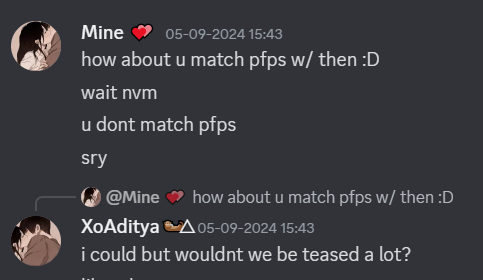 Mine 💘 05-09-2024 15:43
how about u match pfps w/ then :D
wait nvm
u dont match pfps
sry
@Mine 💘 how about u match pfps w/ then :D
XoAditya 🦦△ 05-09-2024 15:43
i could but wouldnt we be teased a lot?